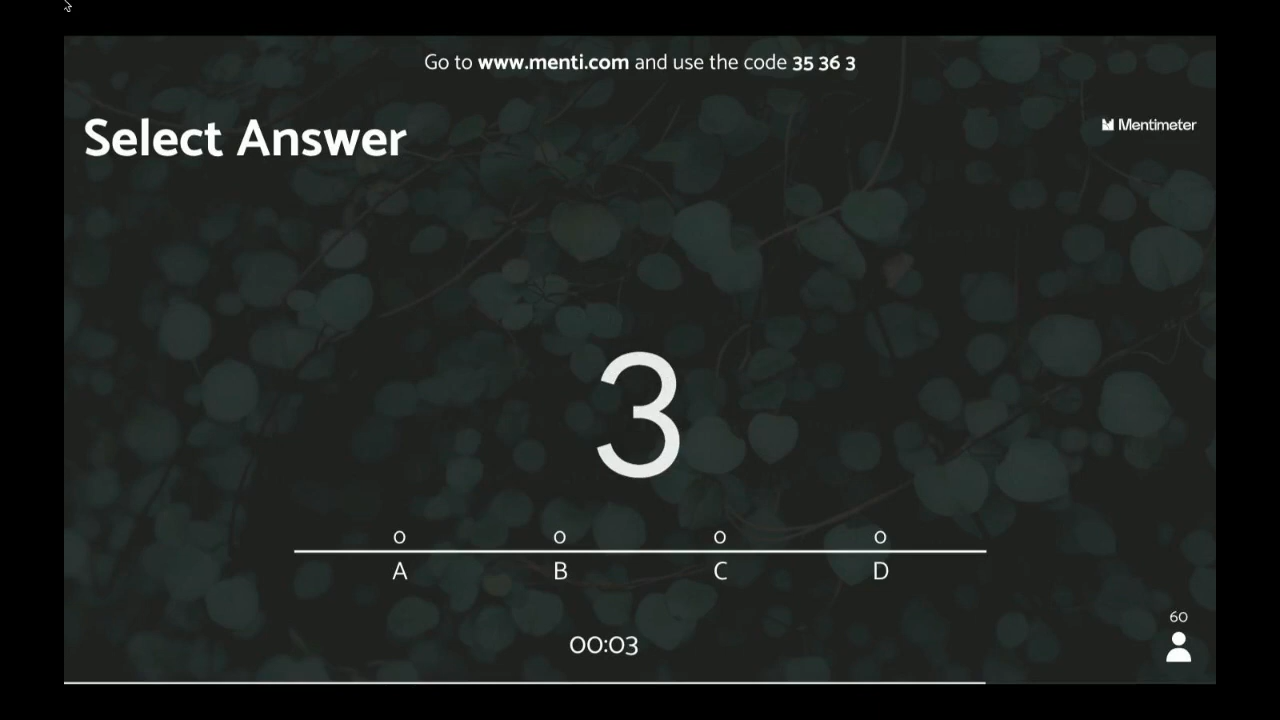 Go to www.menti.com and use the code 35 36 3
Select Answer
Mentimeter
3
0 0 0 0
A B C D
00:03
60